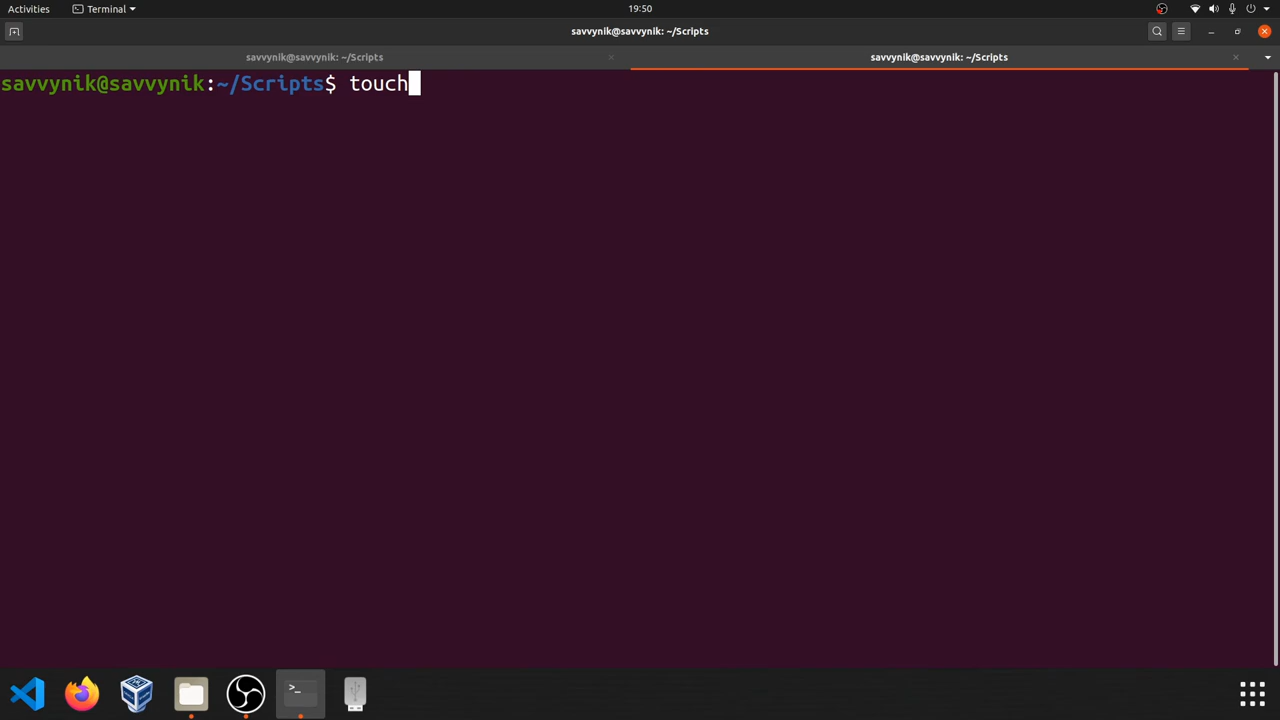 Activities
Terminal
19:50
savvynik@savvynik: ~/Scripts
savvynik@savvynik: ~/Scripts
savvynik@savvynik: ~/Scripts
savvynik@savvynik:~/Scripts$ touch